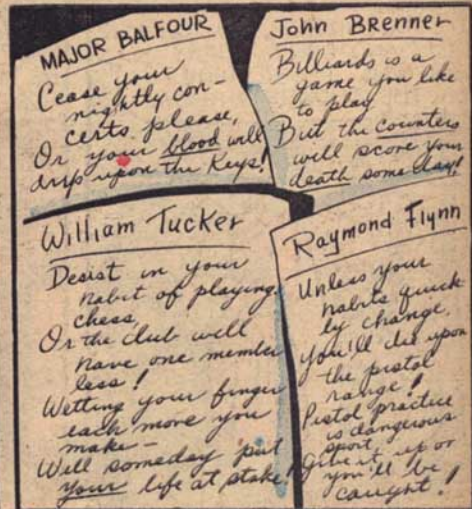 MAJOR BALFOUR
Cease your
nightly con-
certs please,
Or your blood will
drip upon the Keys!
John Brenner
Billiards is a
game you like
to play
But the counters
will score your
death some day!
William Tucker
Desist in your
habit of playing
chess,
Or the club will
have one member
less!
Wetting your finger
each move you
make-
Will someday put
your life at stake!
Raymond Flynn
Unless your
habits quick
ly change,
You'll die upon
the pistol
range!
Pistol practice
is dangerous
sport,
Give it up or
you'll be
caught!